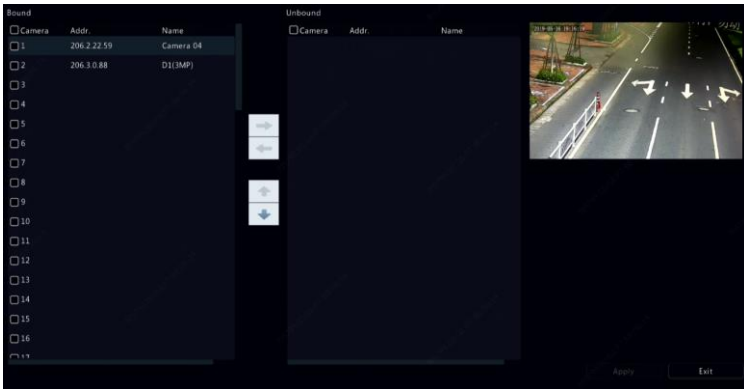 Bound
Camera Addr. Name
1 206.2.22.59 Camera 04
2 206.3.0.88 D1(3MP)
3
4
5
6
7
8
9
10
11
12
13
14
15
16
17
Unbound
Camera Addr. Name
Apply Exit